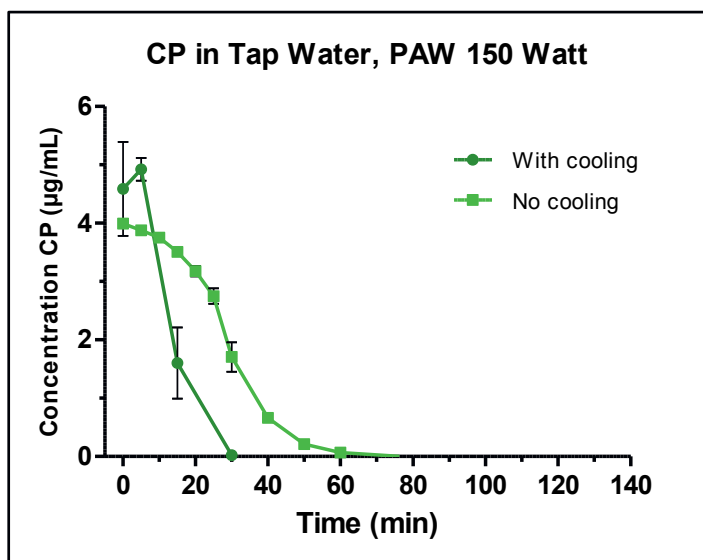 CP in Tap Water, PAW 150 Watt
6
4
2
0
Concentration CP (µg/mL)
With cooling
No cooling
0 20 40 60 80 100 120 140
Time (min)